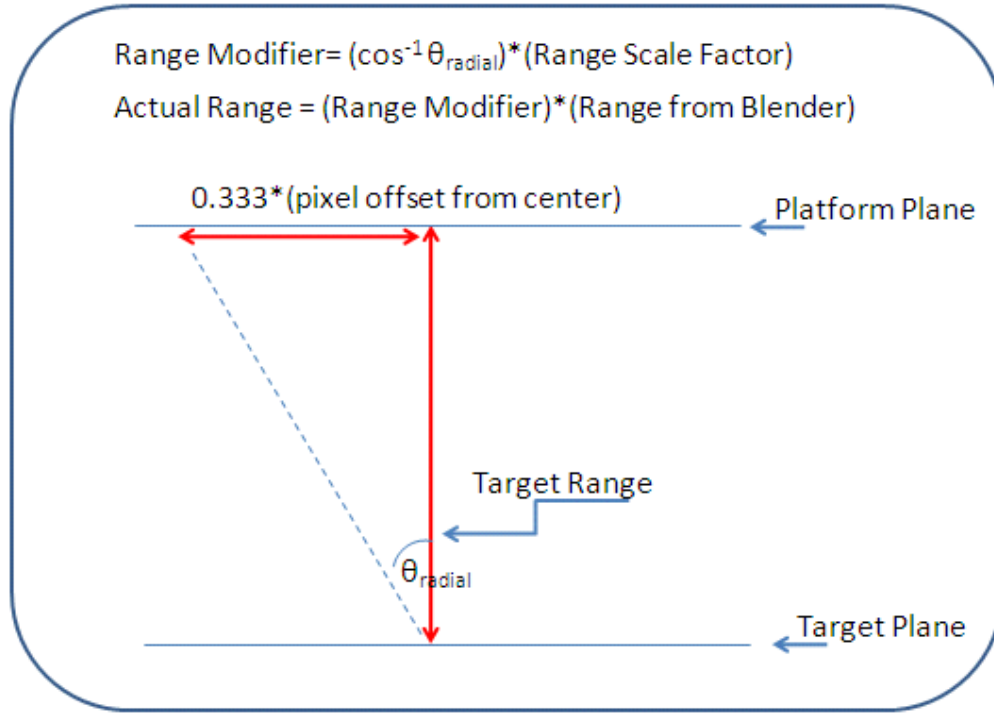 Range Modifier= (cos⁻¹ θradial)*(Range Scale Factor)
Actual Range = (Range Modifier)*(Range from Blender)
0.333*(pixel offset from center)
Platform Plane
Target Range
θradial
Target Plane